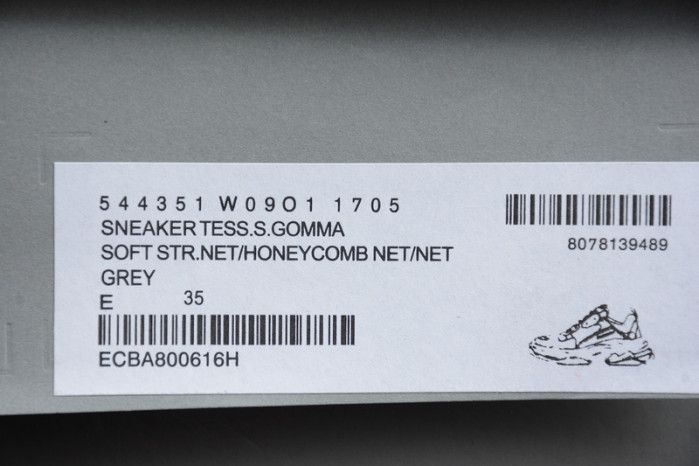 544351 W09O1 1705
SNEAKER TESS.S.GOMMA
SOFT STR.NET/HONEYCOMB NET/NET
GREY
E 35
ECBA800616H
8078139489